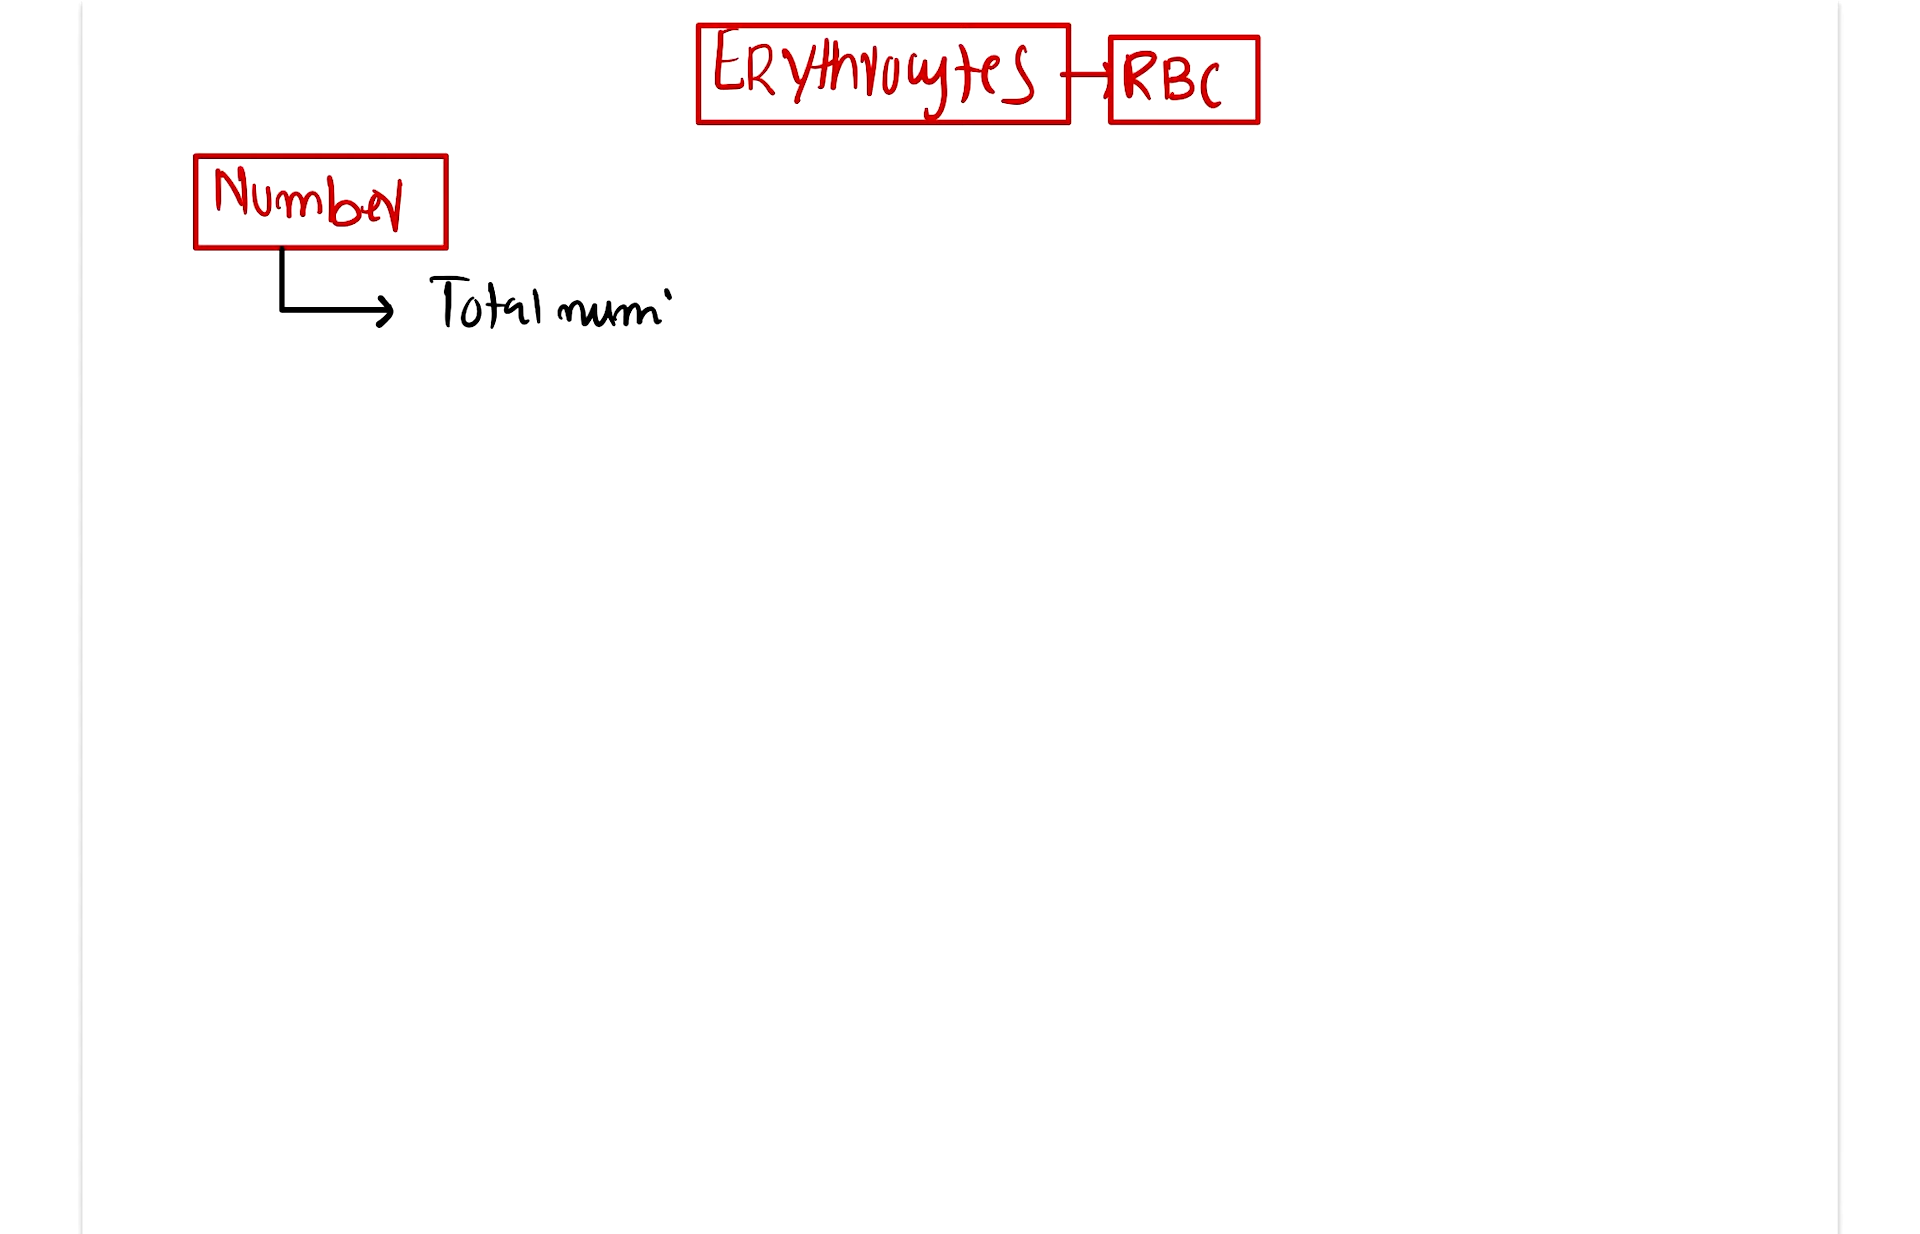 Erythrocytes → RBC
Number
→ Total num